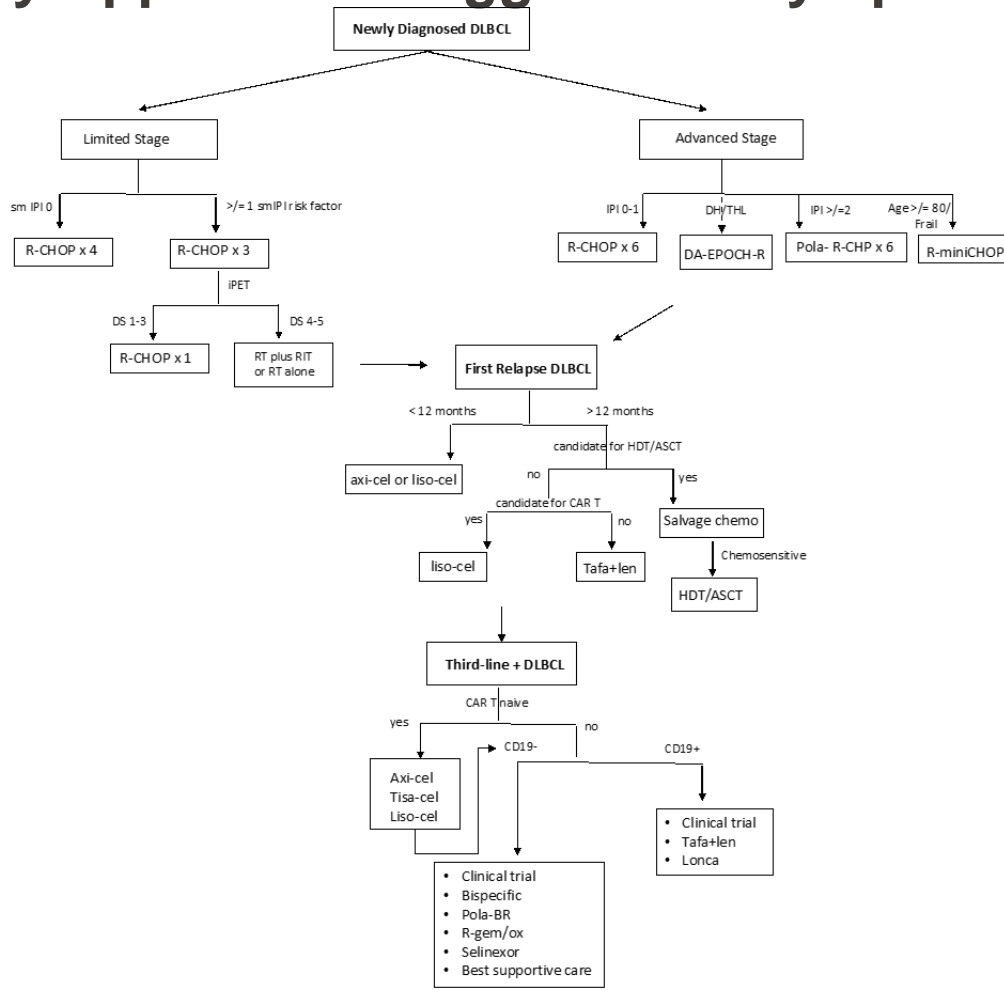 Newly Diagnosed DLBCL
Limited Stage
Advanced Stage
sm IPI 0
>/= 1 smIPI risk factor
IPI 0-1
DH/THL
IPI >/=2
Age >/= 80/
Frail
R-CHOP x 4
R-CHOP x 3
R-CHOP x 6
DA-EPOCH-R
Pola- R-CHP x 6
R-miniCHOP
iPET
DS 1-3
DS 4-5
R-CHOP x 1
RT plus RIT
or RT alone
First Relapse DLBCL
< 12 months
> 12 months
candidate for HDT/ASCT
axi-cel or liso-cel
no
yes
candidate for CAR T
yes
no
Salvage chemo
liso-cel
Tafa+len
Chemosensitive
HDT/ASCT
Third-line + DLBCL
CAR T naive
yes
no
CD19-
CD19+
Axi-cel
Tisa-cel
Liso-cel
• Clinical trial
• Tafa+len
• Lonca
• Clinical trial
• Bispecific
• Pola-BR
• R-gem/ox
• Selinexor
• Best supportive care